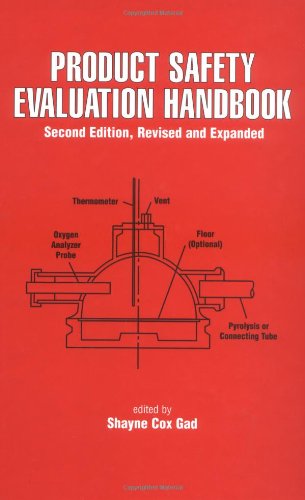 PRODUCT SAFETY
EVALUATION HANDBOOK
Second Edition, Revised and Expanded
Thermometer
Vent
Oxygen
Analyzer
Probe
Floor
(Optional)
Pyrolysis or
Connecting Tube
edited by
Shayne Cox Gad